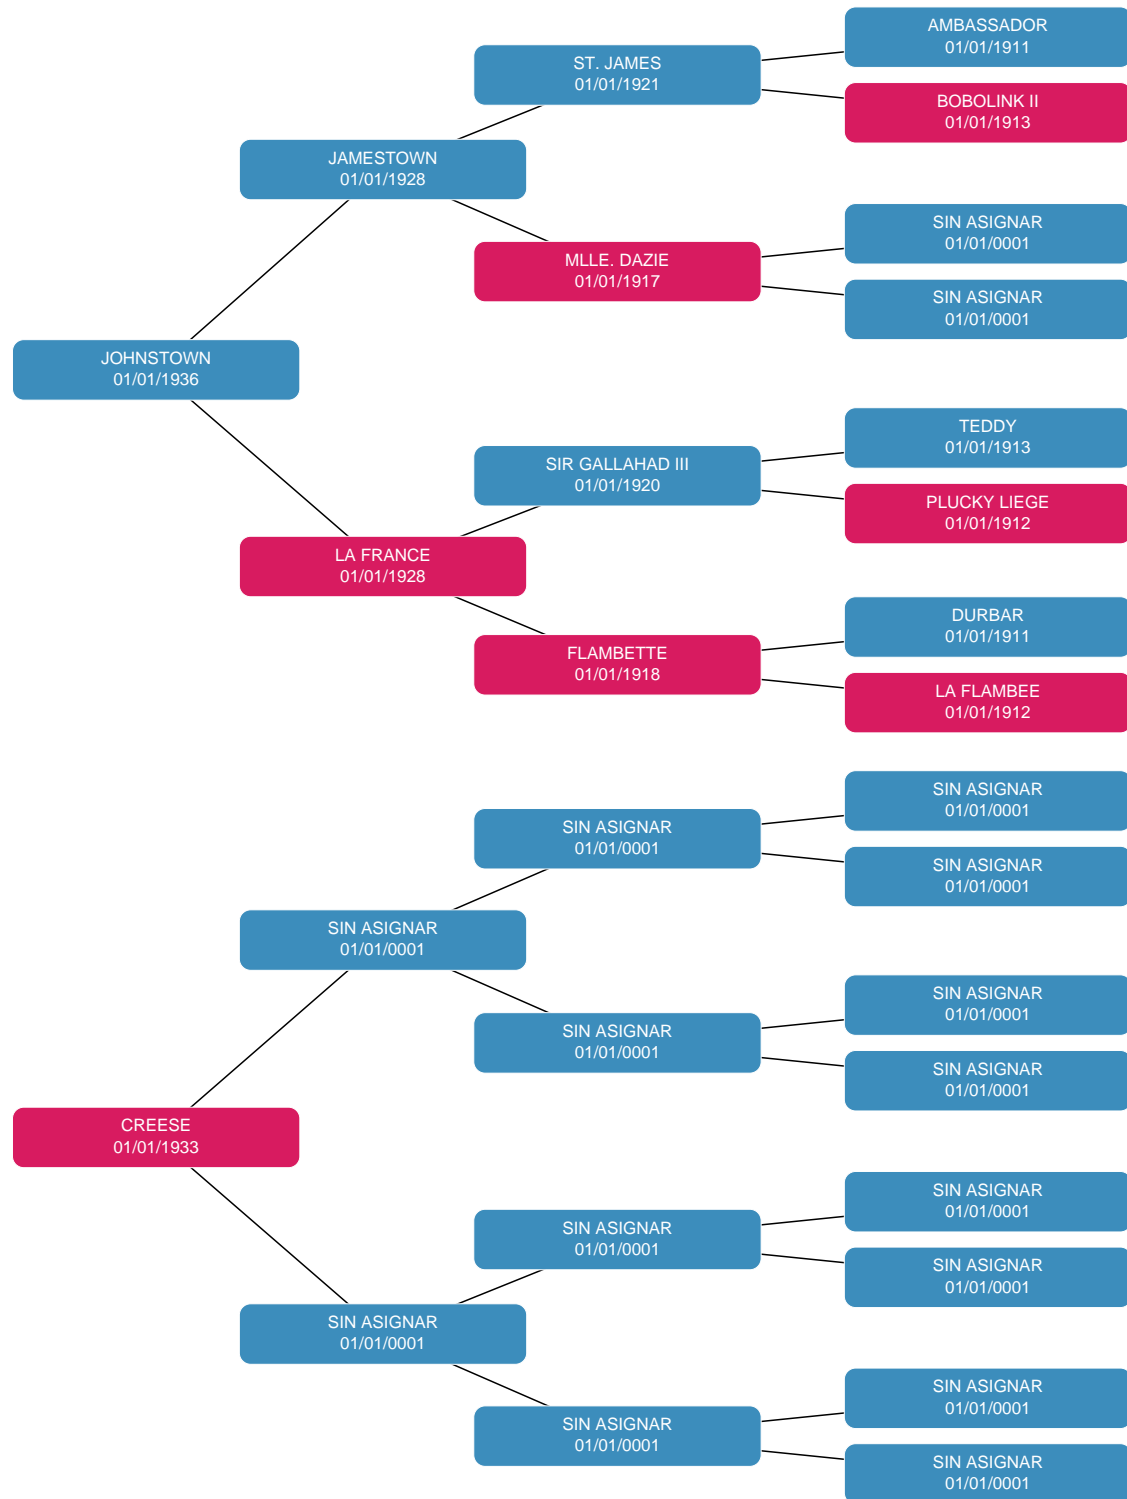 AMBASSADOR
01/01/1911
ST. JAMES
01/01/1921
BOBOLINK II
01/01/1913
JAMESTOWN
01/01/1928
SIN ASIGNAR
01/01/0001
MLLE. DAZIE
01/01/1917
SIN ASIGNAR
01/01/0001
JOHNSTOWN
01/01/1936
TEDDY
01/01/1913
SIR GALLAHAD III
01/01/1920
PLUCKY LIEGE
01/01/1912
LA FRANCE
01/01/1928
DURBAR
01/01/1911
FLAMBETTE
01/01/1918
LA FLAMBEE
01/01/1912
SIN ASIGNAR
01/01/0001
SIN ASIGNAR
01/01/0001
SIN ASIGNAR
01/01/0001
SIN ASIGNAR
01/01/0001
SIN ASIGNAR
01/01/0001
SIN ASIGNAR
01/01/0001
SIN ASIGNAR
01/01/0001
CREESE
01/01/1933
SIN ASIGNAR
01/01/0001
SIN ASIGNAR
01/01/0001
SIN ASIGNAR
01/01/0001
SIN ASIGNAR
01/01/0001
SIN ASIGNAR
01/01/0001
SIN ASIGNAR
01/01/0001
SIN ASIGNAR
01/01/0001